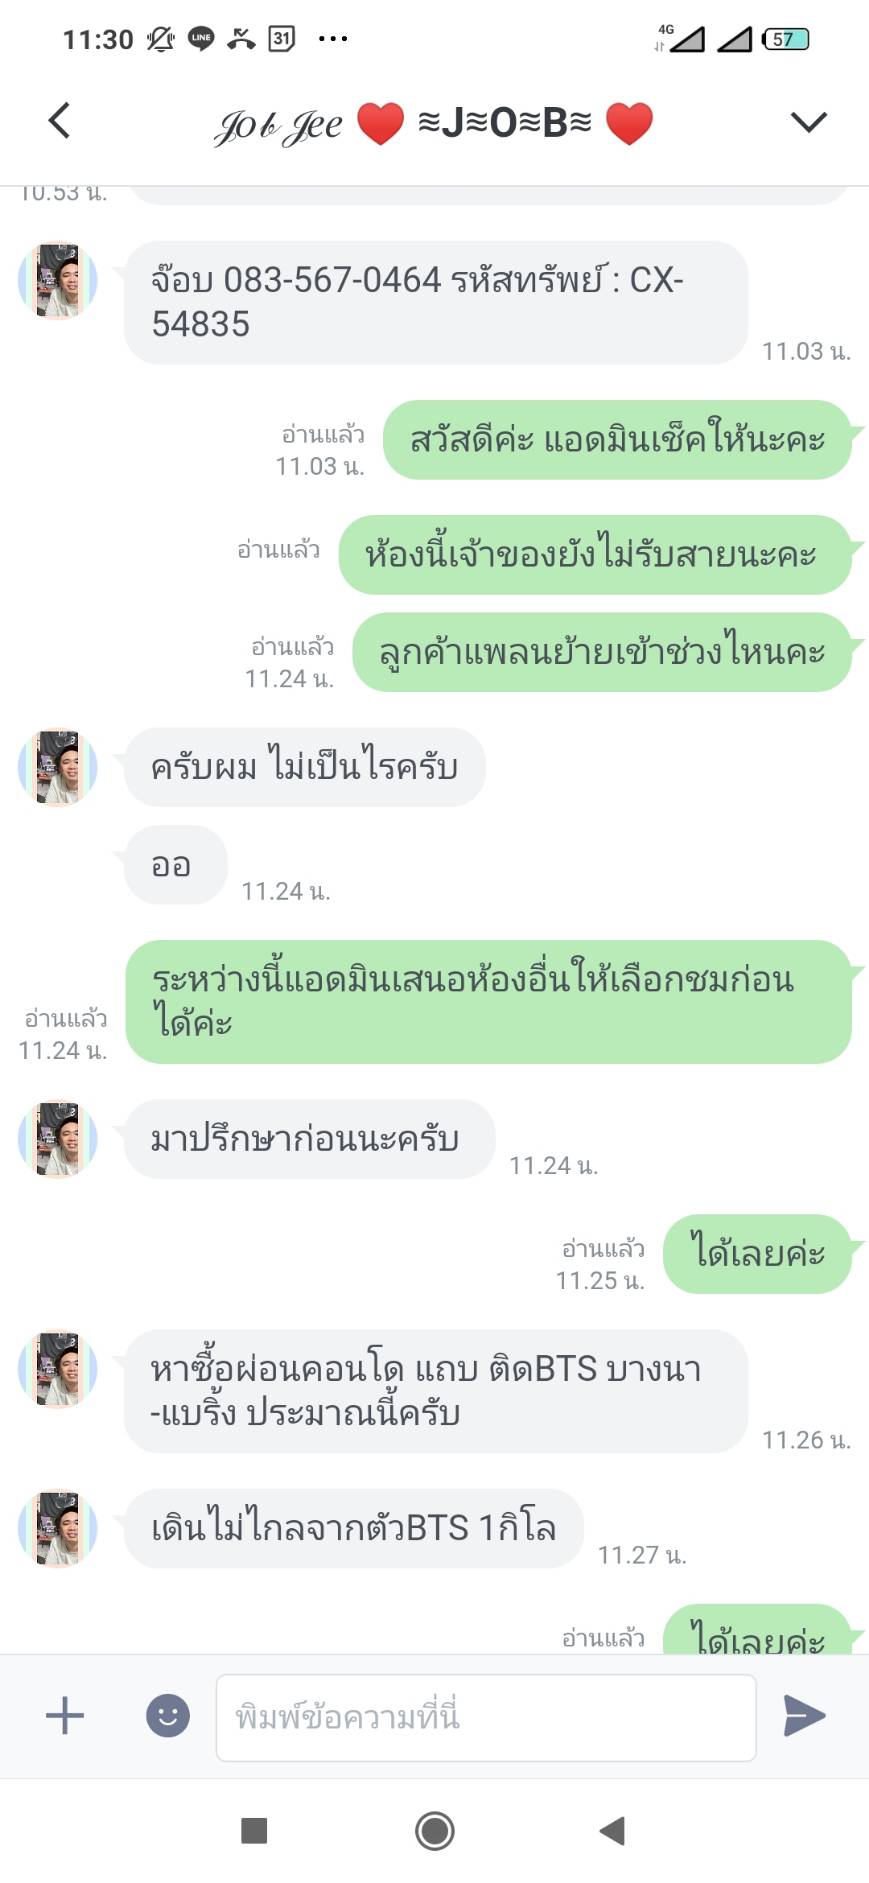 11:30
LINE
31
4G
57
Job Jee ❤️ ≋J≋O≋B≋ ❤️
10.53 น.
จ๊อบ 083-567-0464 รหัสทรัพย์ : CX-
54835
11.03 น.
สวัสดีค่ะ แอดมินเช็คให้นะคะ
อ่านแล้ว
11.03 น.
ห้องนี้เจ้าของยังไม่รับสายนะคะ
อ่านแล้ว
ลูกค้าแพลนย้ายเข้าช่วงไหนคะ
อ่านแล้ว
11.24 น.
ครับผม ไม่เป็นไรครับ
ออ
11.24 น.
ระหว่างนี้แอดมินเสนอห้องอื่นให้เลือกชมก่อน
ได้ค่ะ
อ่านแล้ว
11.24 น.
มาปรึกษาก่อนนะครับ
11.24 น.
ได้เลยค่ะ
อ่านแล้ว
11.25 น.
หาซื้อผ่อนคอนโด แถบ ติดBTS บางนา
-แบริ้ง ประมาณนี้ครับ
11.26 น.
เดินไม่ไกลจากตัวBTS 1กิโล
11.27 น.
ได้เลยค่ะ
อ่านแล้ว
พิมพ์ข้อความที่นี่